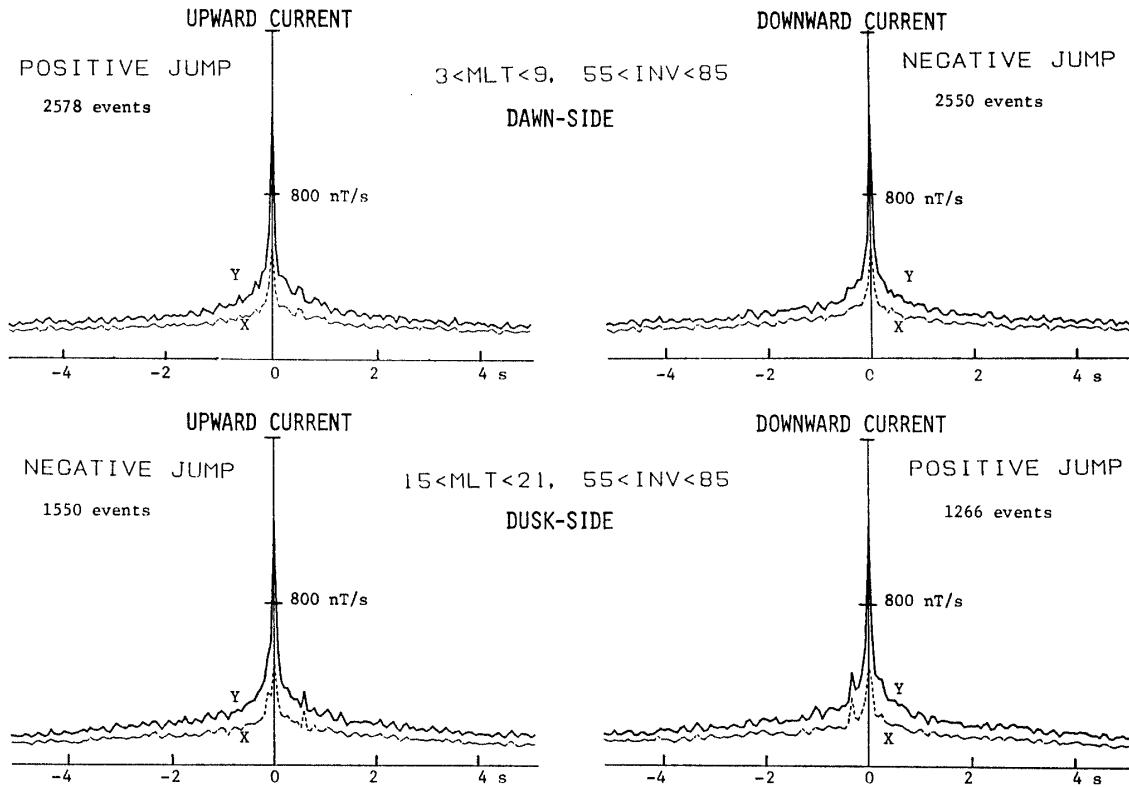 UPWARD CURRENT
DOWNWARD CURRENT
POSITIVE JUMP
2578 events
3<MLT<9, 55<INV<85
DAWN-SIDE
NEGATIVE JUMP
2550 events
800 nT/s
800 nT/s
Y
X
Y
X
-4 -2 0 2 4 s
-4 -2 0 2 4 s
UPWARD CURRENT
DOWNWARD CURRENT
NEGATIVE JUMP
1550 events
15<MLT<21, 55<INV<85
DUSK-SIDE
POSITIVE JUMP
1266 events
800 nT/s
800 nT/s
Y
X
Y
X
-4 -2 0 2 4 s
-4 -2 0 2 4 s